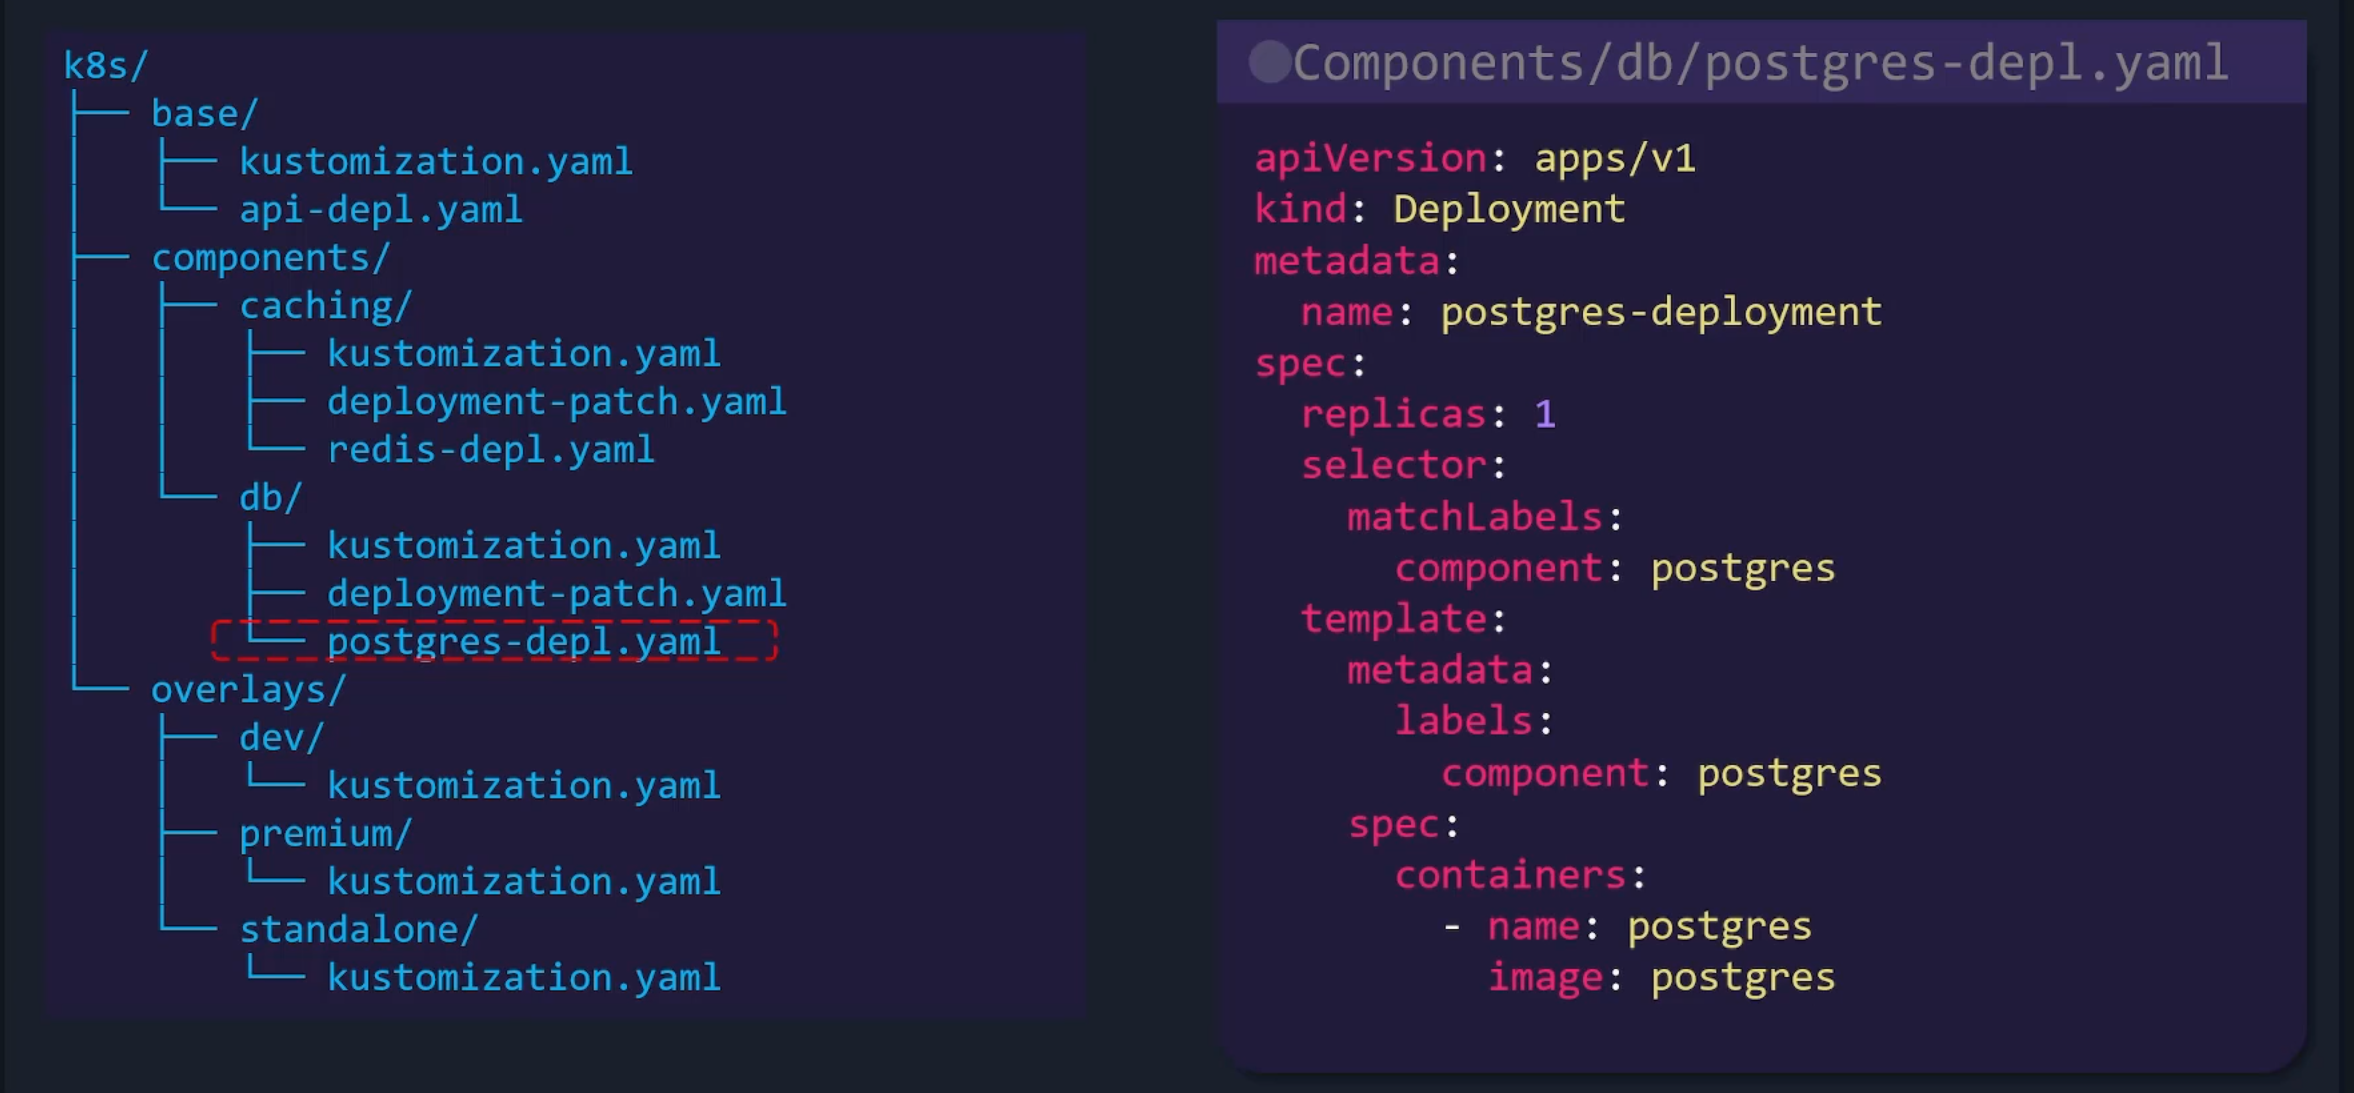 k8s/
├── base/
│   ├── kustomization.yaml
│   └── api-depl.yaml
├── components/
│   ├── caching/
│   │   ├── kustomization.yaml
│   │   ├── deployment-patch.yaml
│   │   └── redis-depl.yaml
│   └── db/
│       ├── kustomization.yaml
│       ├── deployment-patch.yaml
│       └── postgres-depl.yaml
└── overlays/
    ├── dev/
    │   └── kustomization.yaml
    ├── premium/
    │   └── kustomization.yaml
    └── standalone/
        └── kustomization.yaml
Components/db/postgres-depl.yaml
apiVersion: apps/v1
kind: Deployment
metadata:
  name: postgres-deployment
spec:
  replicas: 1
  selector:
    matchLabels:
      component: postgres
  template:
    metadata:
      labels:
        component: postgres
    spec:
      containers:
        - name: postgres
          image: postgres